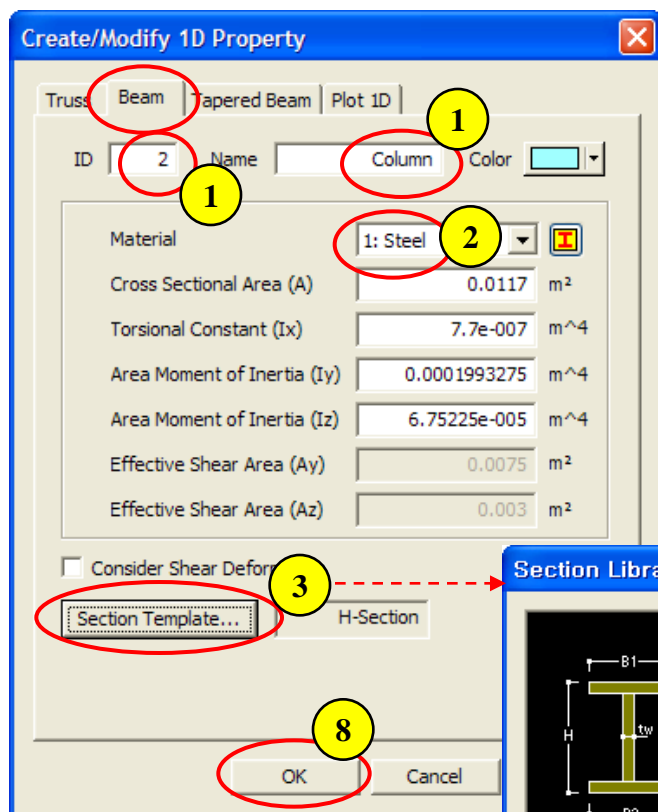 Create/Modify 1D Property
Truss Beam Tapered Beam Plot 1D
1
ID 2 Name Column Color
1
Material 1: Steel 2
Cross Sectional Area (A) 0.0117 m²
Torsional Constant (Ix) 7.7e-007 m^4
Area Moment of Inertia (Iy) 0.0001993275 m^4
Area Moment of Inertia (Iz) 6.75225e-005 m^4
Effective Shear Area (Ay) 0.0075 m²
Effective Shear Area (Az) 0.003 m²
Consider Shear Defor
3
Section Libra
Section Template... H-Section
B1
H tw
8
OK Cancel